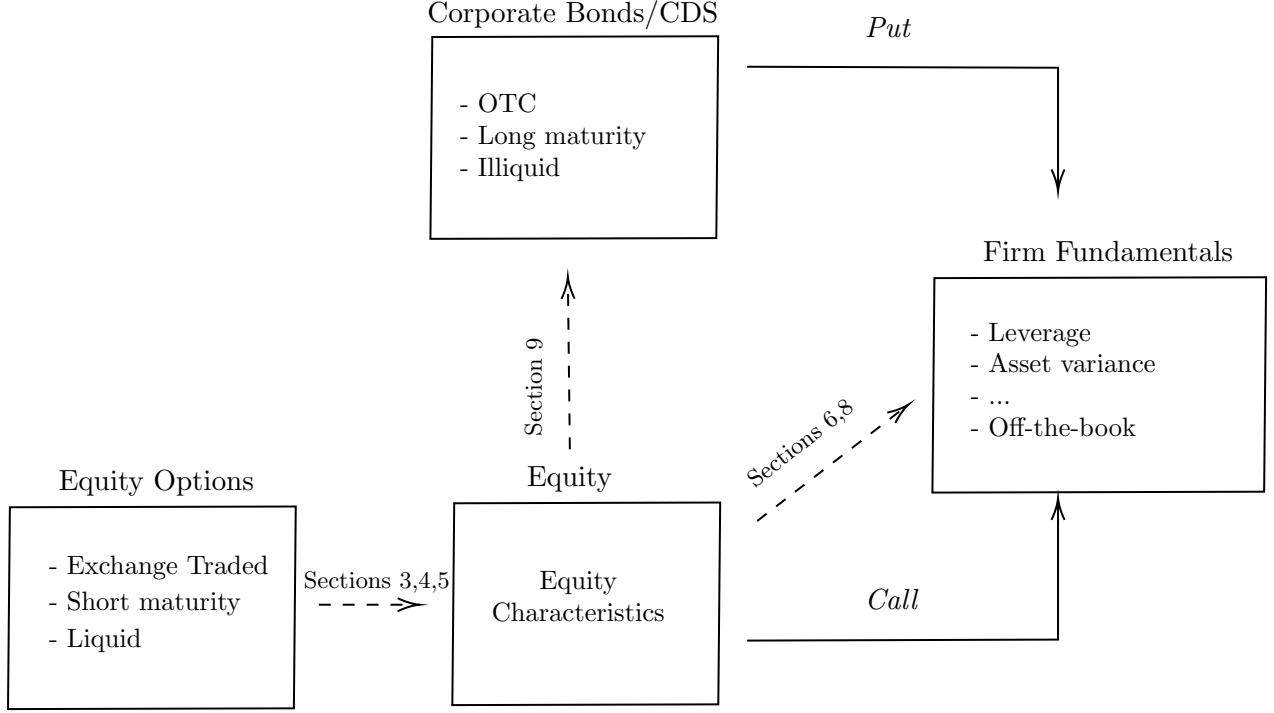 Corporate Bonds/CDS
Put
- OTC
- Long maturity
- Illiquid
Firm Fundamentals
- Leverage
- Asset variance
- ...
- Off-the-book
Section 9
Sections 6,8
Equity Options
Equity
- Exchange Traded
- Short maturity
- Liquid
Sections 3,4,5
Equity
Characteristics
Call